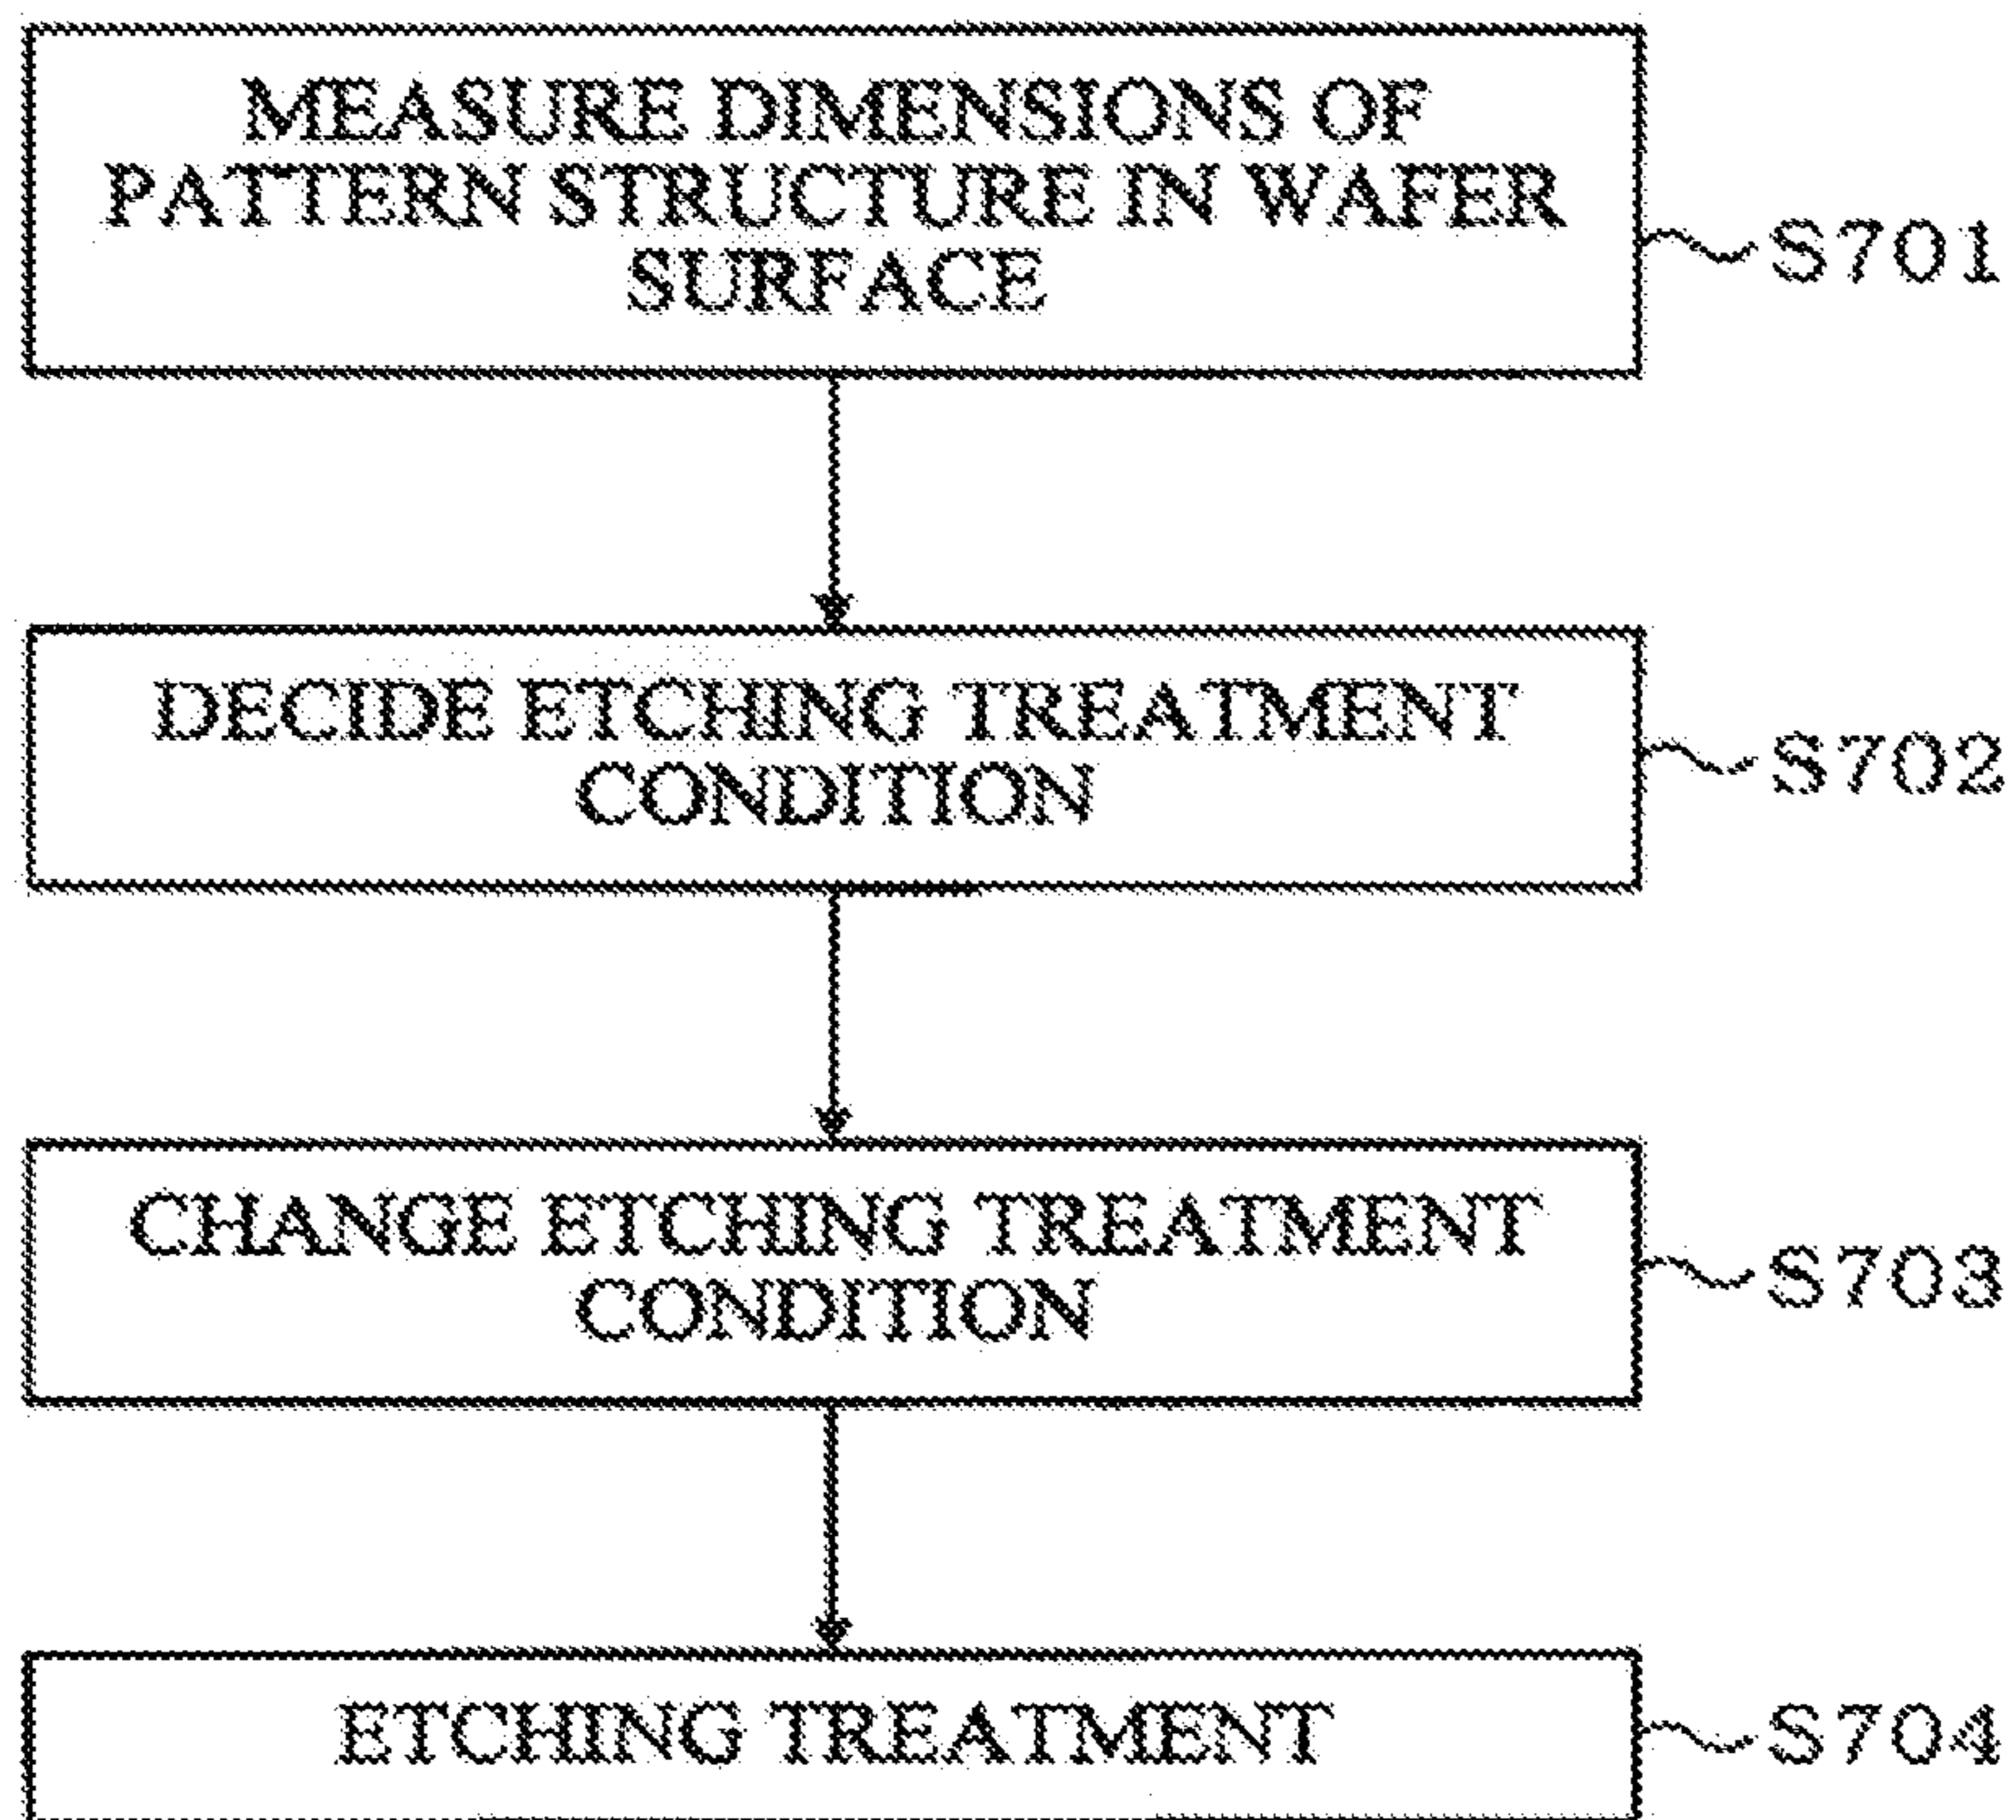 MEASURE DIMENSIONS OF
PATTERN STRUCTURE IN WAFER
SURFACE
S701
DECIDE ETCHING TREATMENT
CONDITION
S702
CHANGE ETCHING TREATMENT
CONDITION
S703
ETCHING TREATMENT
S704